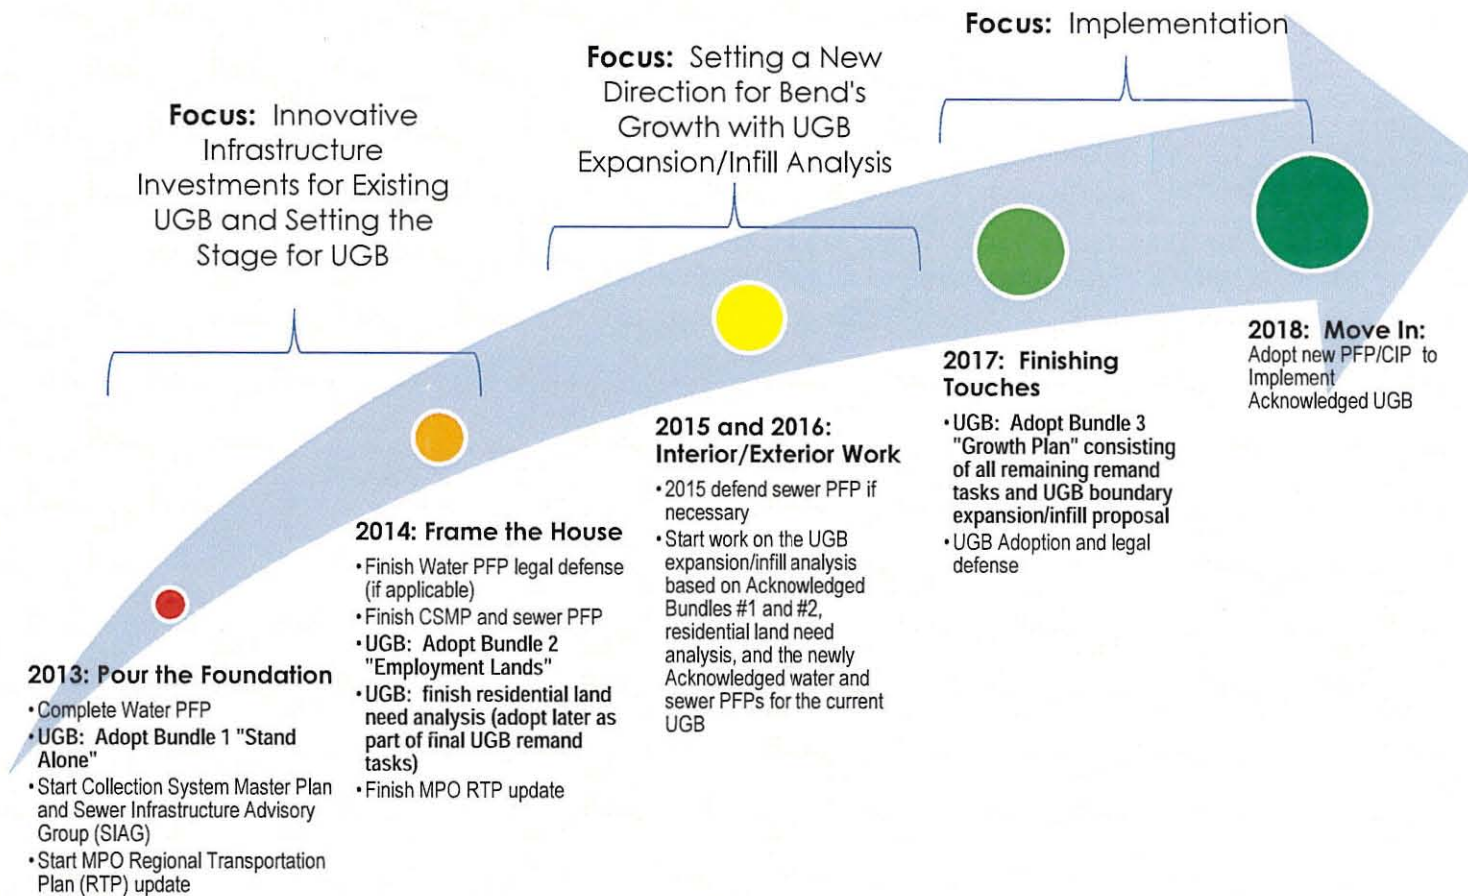 Focus: Innovative
Infrastructure
Investments for Existing
UGB and Setting the
Stage for UGB
Focus: Setting a New
Direction for Bend's
Growth with UGB
Expansion/Infill Analysis
Focus: Implementation
2013: Pour the Foundation
•Complete Water PFP
•UGB: Adopt Bundle 1 "Stand
Alone"
•Start Collection System Master Plan
and Sewer Infrastructure Advisory
Group (SIAG)
•Start MPO Regional Transportation
Plan (RTP) update
2014: Frame the House
•Finish Water PFP legal defense
(if applicable)
•Finish CSMP and sewer PFP
•UGB: Adopt Bundle 2
"Employment Lands"
•UGB: finish residential land
need analysis (adopt later as
part of final UGB remand
tasks)
•Finish MPO RTP update
2015 and 2016:
Interior/Exterior Work
•2015 defend sewer PFP if
necessary
•Start work on the UGB
expansion/infill analysis
based on Acknowledged
Bundles #1 and #2,
residential land need
analysis, and the newly
Acknowledged water and
sewer PFPs for the current
UGB
2017: Finishing
Touches
•UGB: Adopt Bundle 3
"Growth Plan" consisting
of all remaining remand
tasks and UGB boundary
expansion/infill proposal
•UGB Adoption and legal
defense
2018: Move In:
Adopt new PFP/CIP to
Implement
Acknowledged UGB